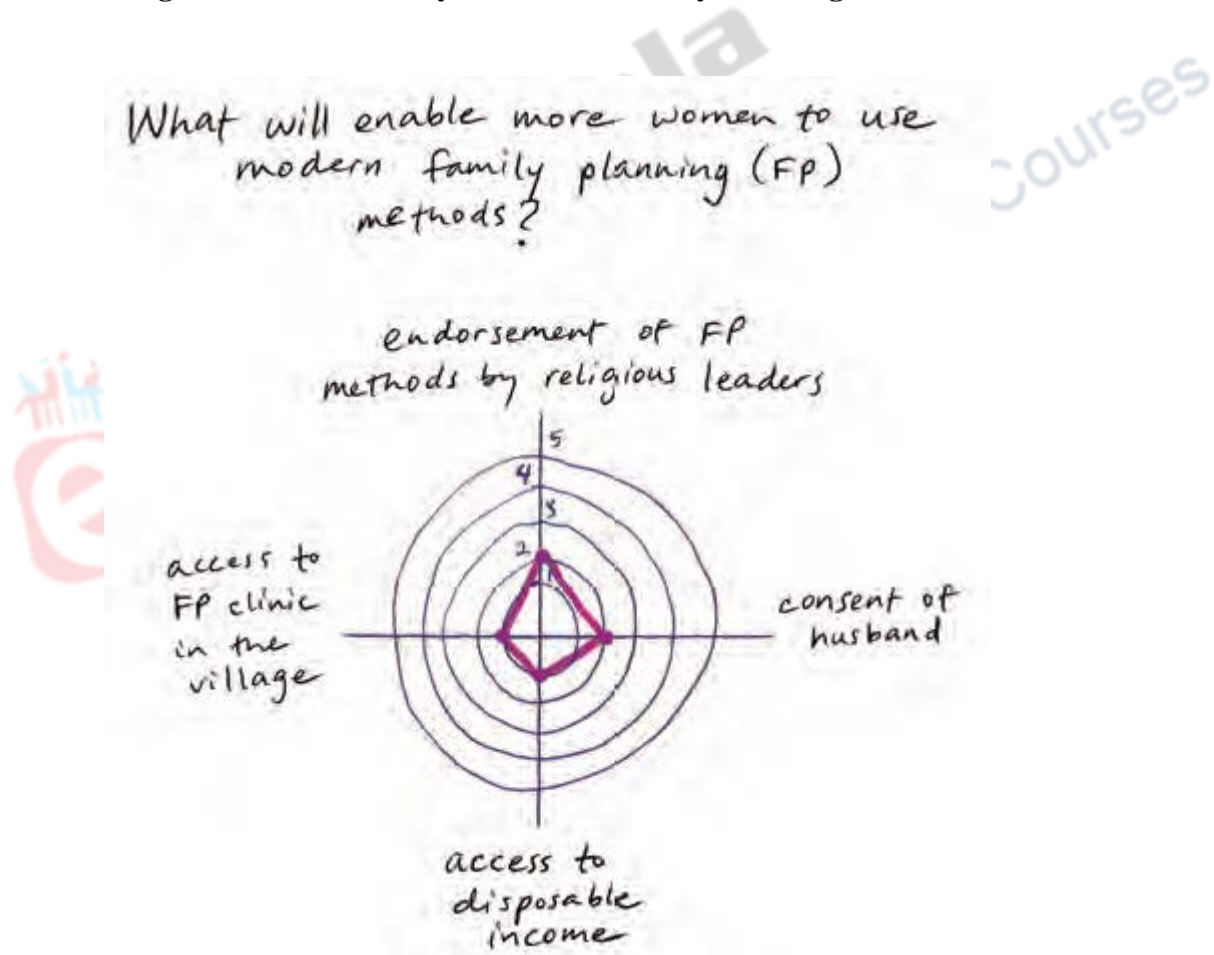 What will enable more women to use
modern family planning (FP)
methods?
endorsement of FP
methods by religious leaders
5
4
3
2
1
access to
FP clinic
in the
village
consent of
husband
access to
disposable
income
la
Courses